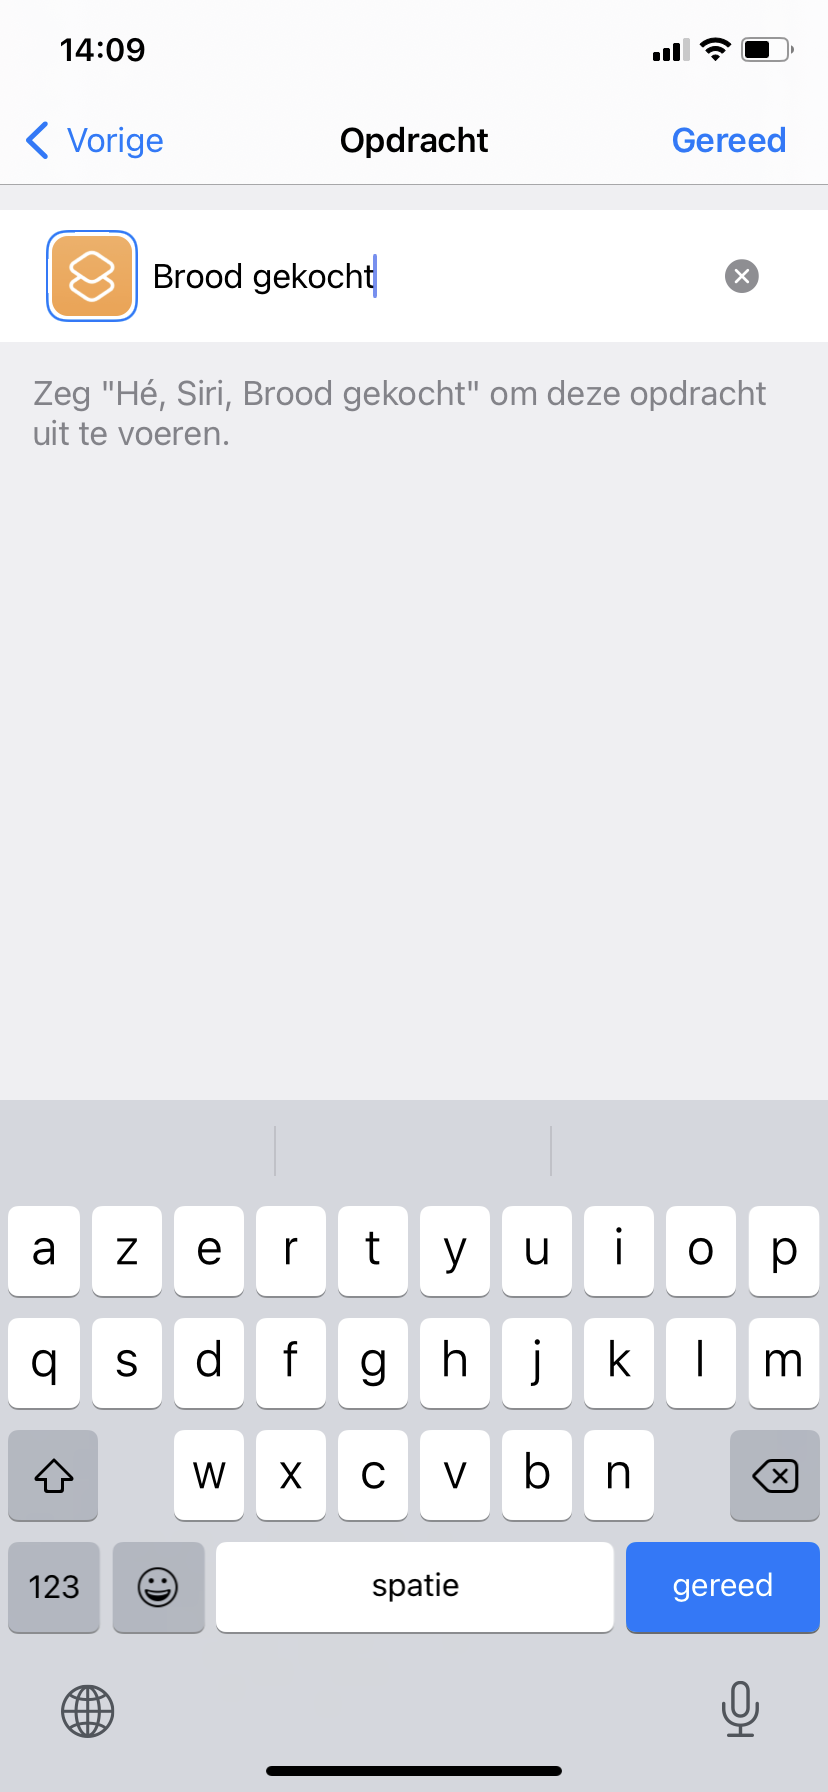 14:09
Vorige
Opdracht
Gereed
Brood gekocht
Zeg "Hé, Siri, Brood gekocht" om deze opdracht
uit te voeren.
a z e r t y u i o p
q s d f g h j k l m
w x c v b n
123 spatie gereed